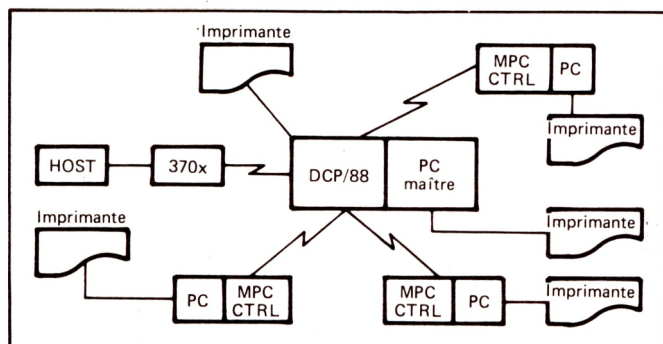 Imprimante
MPC
CTRL
PC
Imprimante
HOST
370x
DCP/88
PC
maître
Imprimante
Imprimante
PC
MPC
CTRL
MPC
CTRL
PC
Imprimante